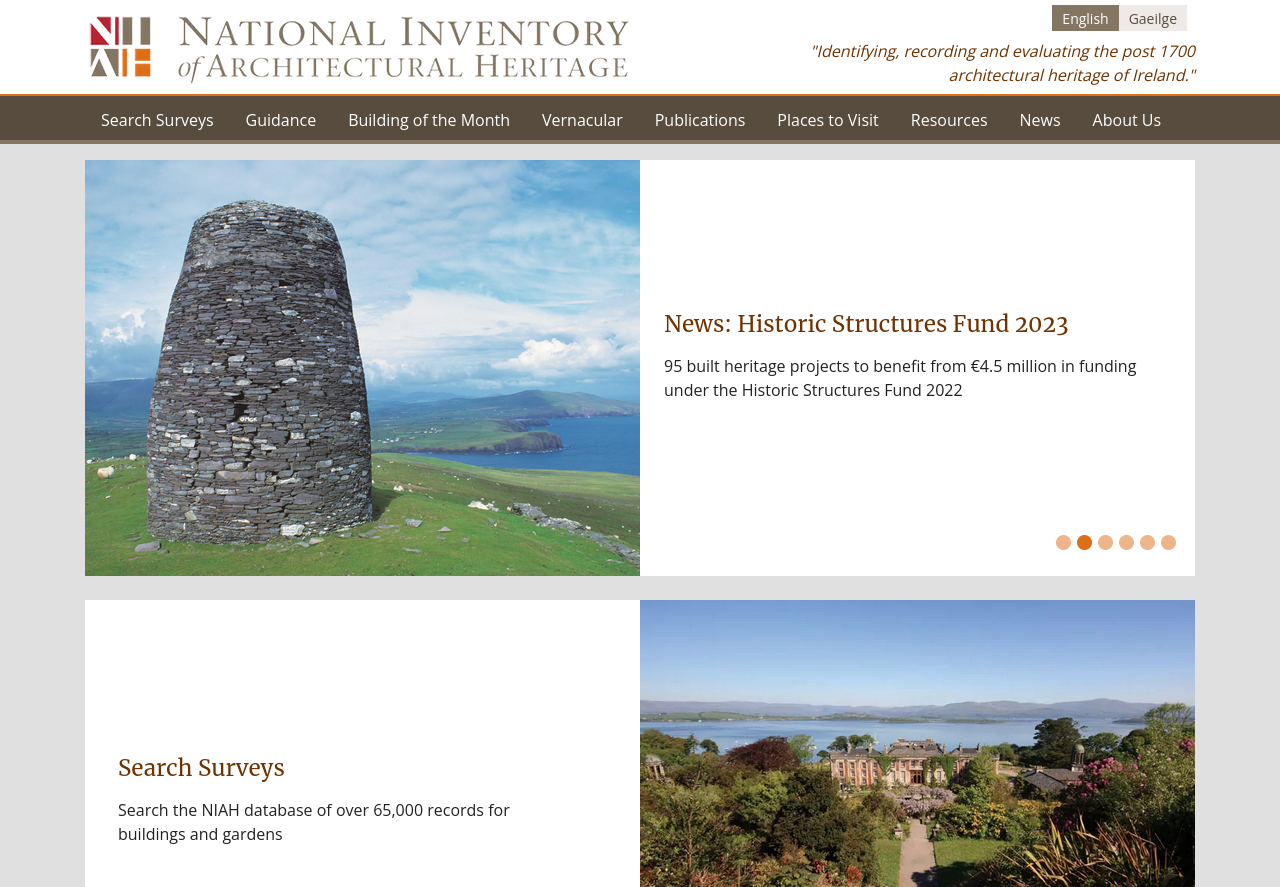 NATIONAL INVENTORY
of ARCHITECTURAL HERITAGE
English
Gaeilge
"Identifying, recording and evaluating the post 1700
architectural heritage of Ireland."
Search Surveys
Guidance
Building of the Month
Vernacular
Publications
Places to Visit
Resources
News
About Us
News: Historic Structures Fund 2023
95 built heritage projects to benefit from €4.5 million in funding
under the Historic Structures Fund 2022
Search Surveys
Search the NIAH database of over 65,000 records for
buildings and gardens